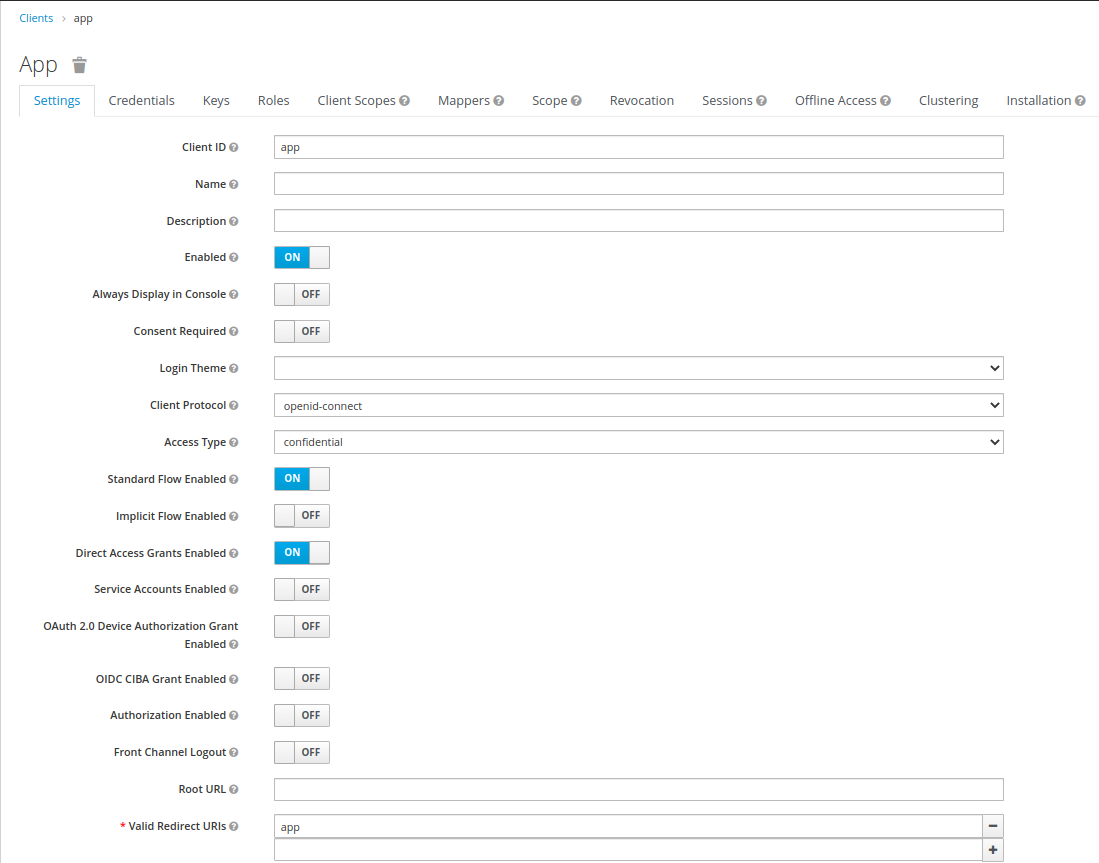 Clients › app
App
Settings Credentials Keys Roles Client Scopes Mappers Scope Revocation Sessions Offline Access Clustering Installation
Client ID app
Name
Description
Enabled ON
Always Display in Console OFF
Consent Required OFF
Login Theme
Client Protocol openid-connect
Access Type confidential
Standard Flow Enabled ON
Implicit Flow Enabled OFF
Direct Access Grants Enabled ON
Service Accounts Enabled OFF
OAuth 2.0 Device Authorization Grant OFF
Enabled
OIDC CIBA Grant Enabled OFF
Authorization Enabled OFF
Front Channel Logout OFF
Root URL
* Valid Redirect URIs app −
+